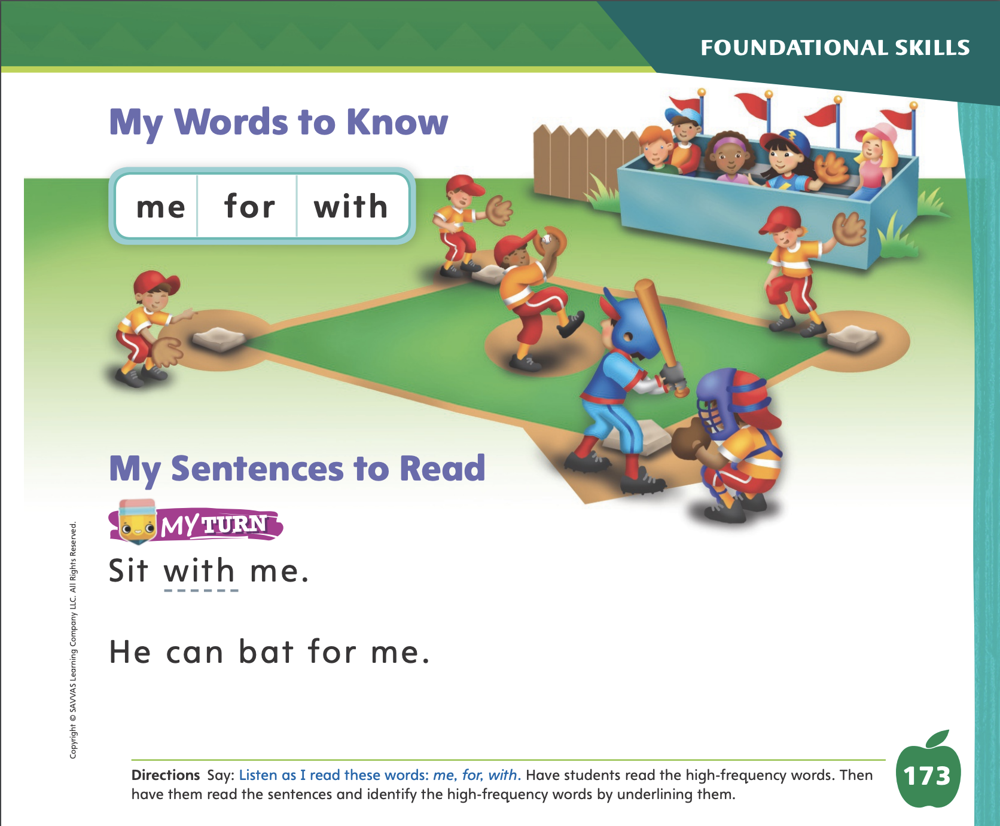 FOUNDATIONAL SKILLS
My Words to Know
me for with
My Sentences to Read
MY TURN
Sit with me.
He can bat for me.
Copyright © SAVVAS Learning Company LLC. All Rights Reserved.
Directions Say: Listen as I read these words: me, for, with. Have students read the high-frequency words. Then
have them read the sentences and identify the high-frequency words by underlining them.
173